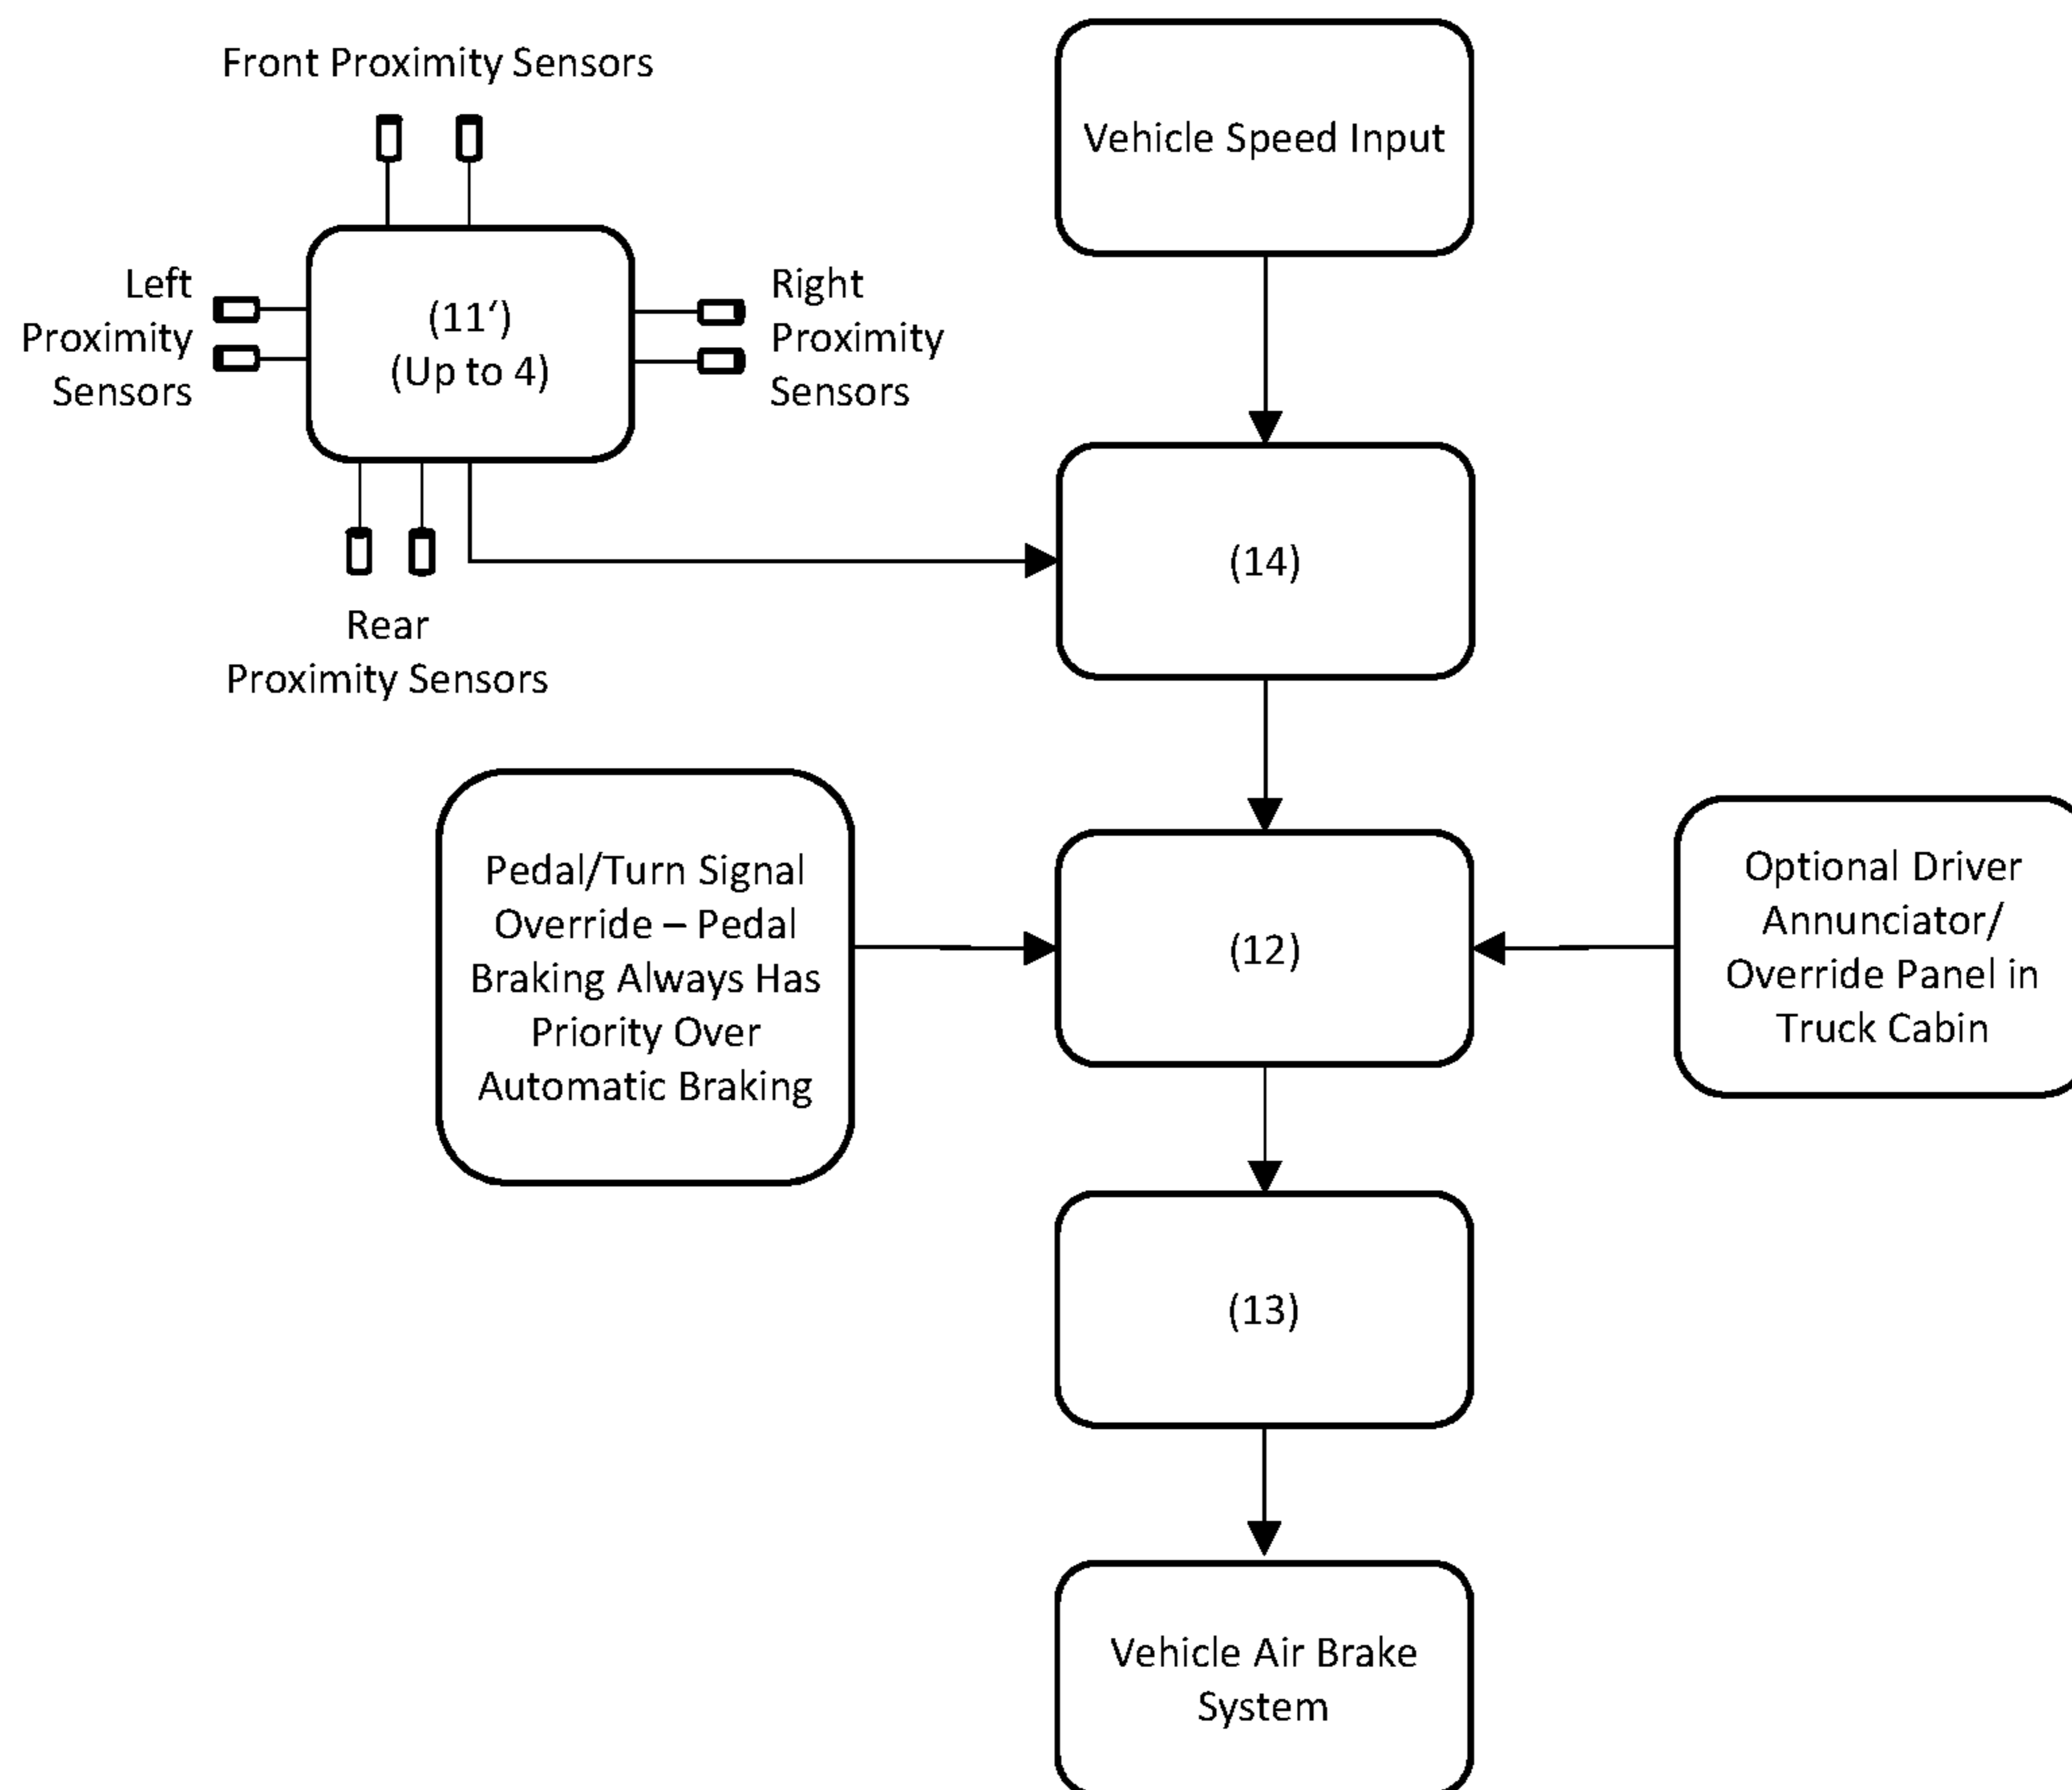 Front Proximity Sensors
Vehicle Speed Input
Left
Proximity
Sensors
(11‘)
(Up to 4)
Right
Proximity
Sensors
(14)
Rear
Proximity Sensors
Pedal/Turn Signal
Override – Pedal
Braking Always Has
Priority Over
Automatic Braking
(12)
Optional Driver
Annunciator/
Override Panel in
Truck Cabin
(13)
Vehicle Air Brake
System